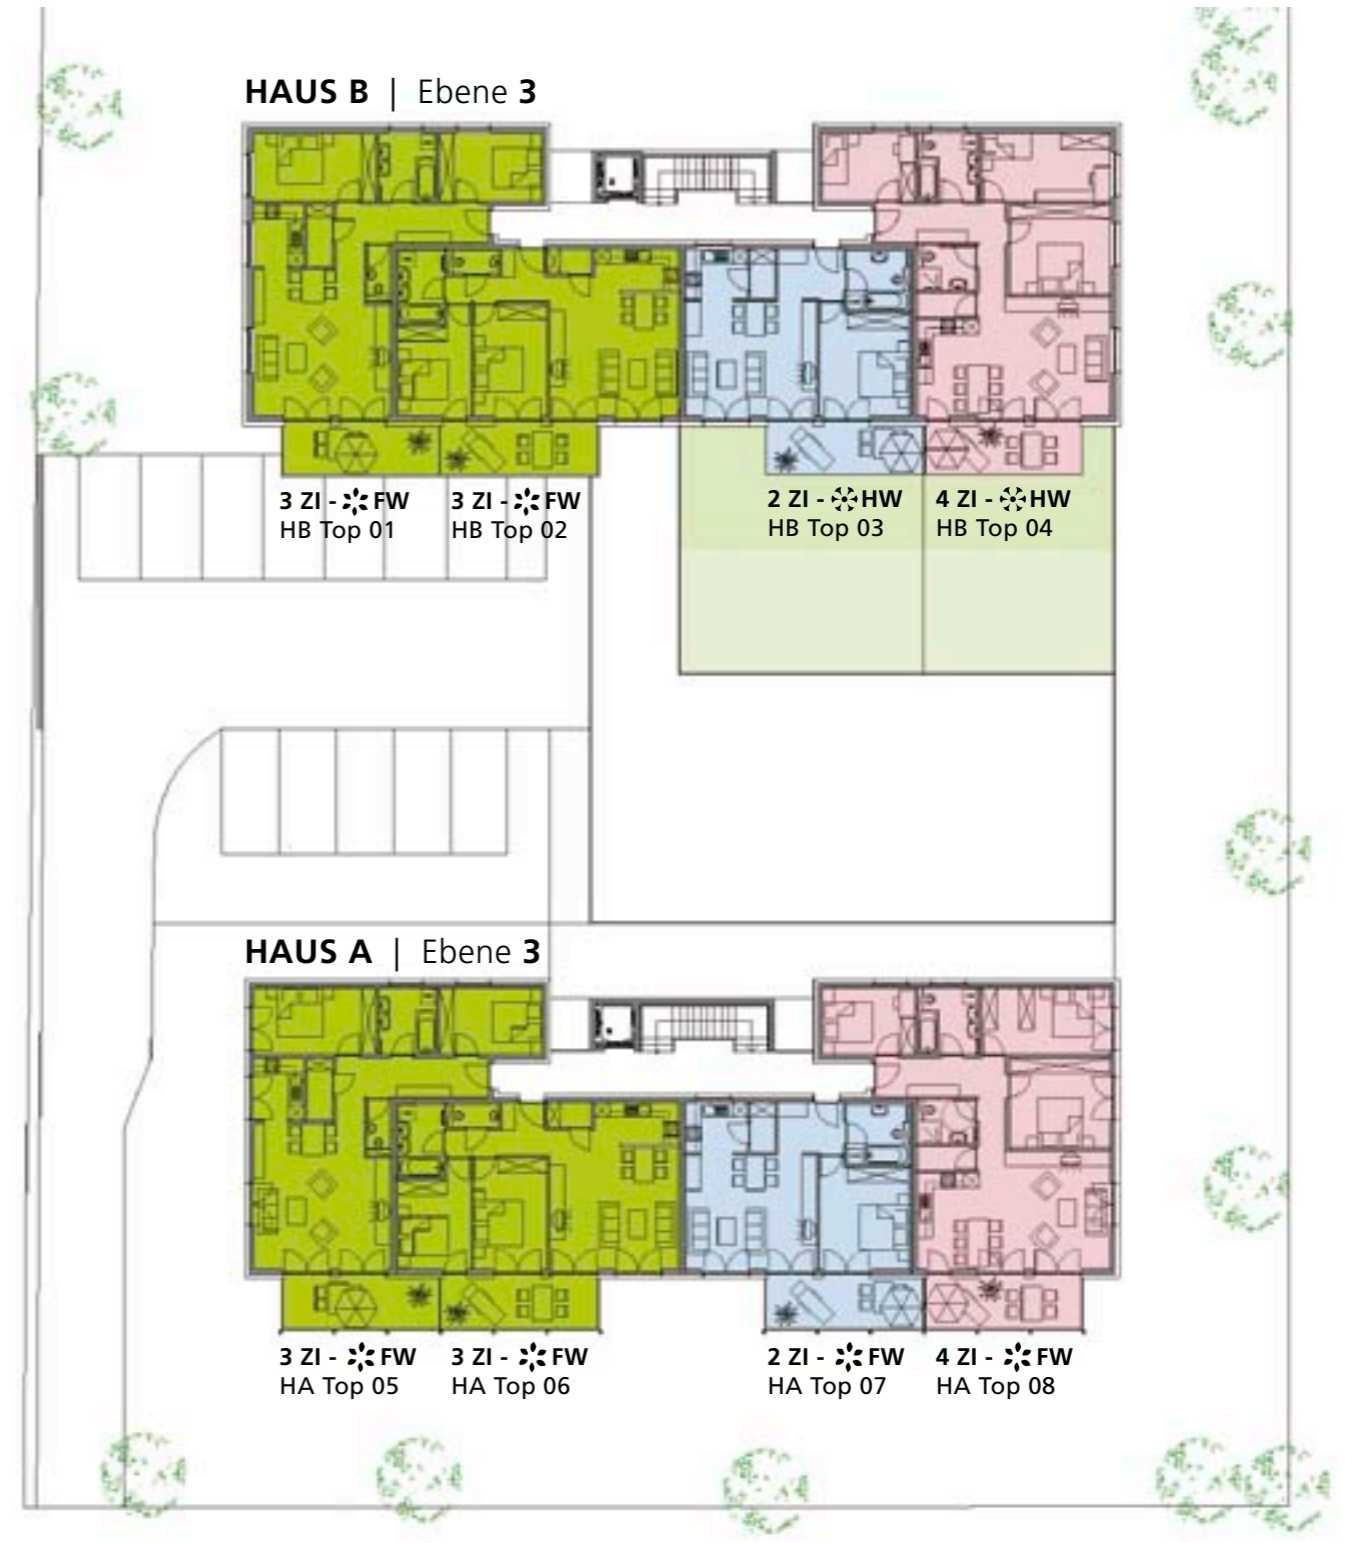 HAUS B | Ebene 3
3 ZI - FW
HB Top 01
3 ZI - FW
HB Top 02
2 ZI - HW
HB Top 03
4 ZI - HW
HB Top 04
HAUS A | Ebene 3
3 ZI - FW
HA Top 05
3 ZI - FW
HA Top 06
2 ZI - FW
HA Top 07
4 ZI - FW
HA Top 08